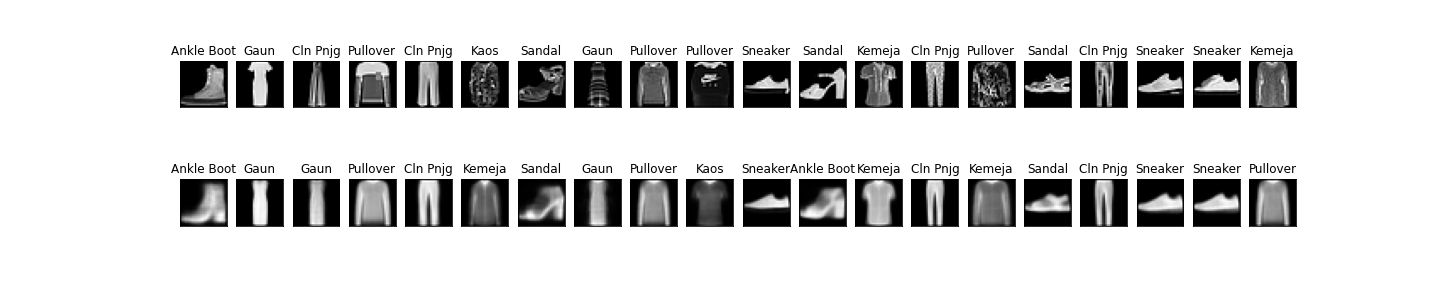 Ankle Boot Gaun Cln Pnjg Pullover Cln Pnjg Kaos Sandal Gaun Pullover Pullover Sneaker Sandal Kemeja Cln Pnjg Pullover Sandal Cln Pnjg Sneaker Sneaker Kemeja
Ankle Boot Gaun Gaun Pullover Cln Pnjg Kemeja Sandal Gaun Pullover Kaos Sneaker Ankle Boot Kemeja Cln Pnjg Kemeja Sandal Cln Pnjg Sneaker Sneaker Pullover